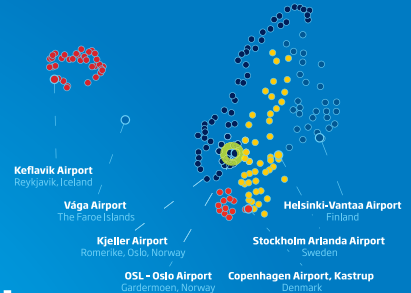 Keflavik Airport
Reykjavik, Iceland
Vága Airport
The Faroe Islands
Helsinki-Vantaa Airport
Finland
Kjeller Airport
Romerike, Oslo, Norway
Stockholm Arlanda Airport
Sweden
OSL - Oslo Airport
Gardermoen, Norway
Copenhagen Airport, Kastrup
Denmark